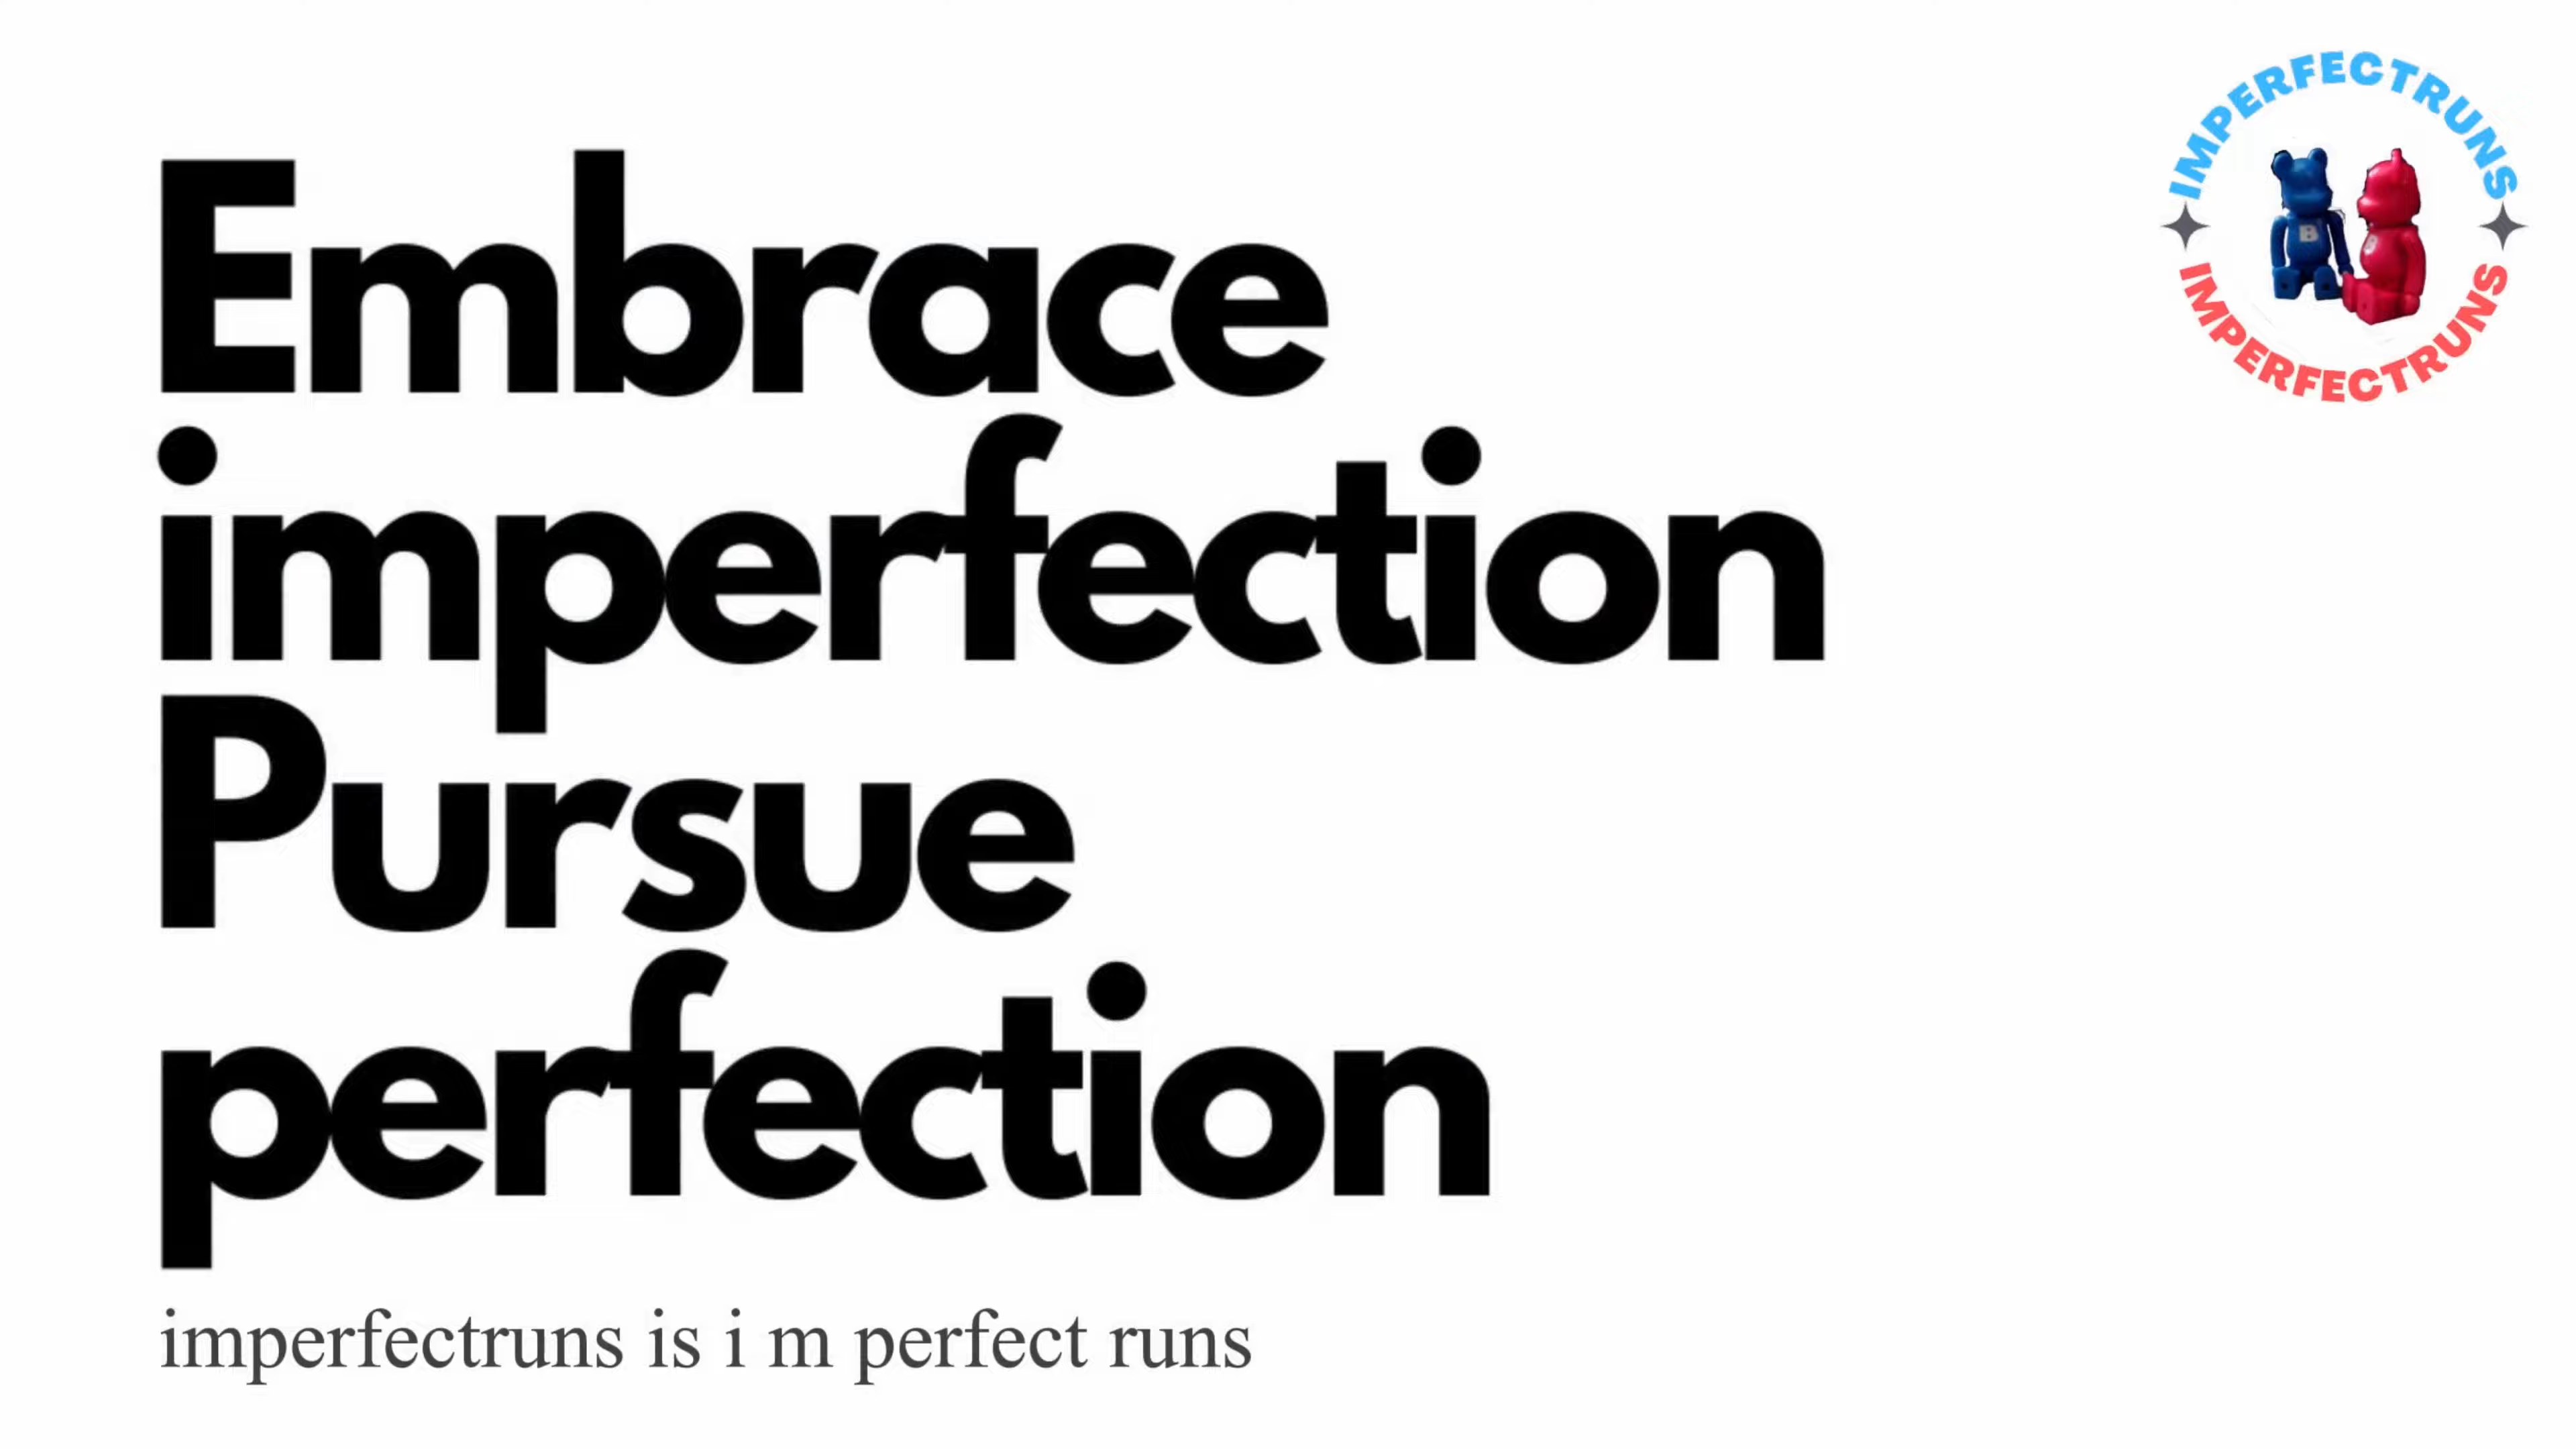 IMPERFECTRUNS
B B
IMPERFECTRUNS
Embrace
imperfection
Pursue
perfection
imperfectruns is i m perfect runs